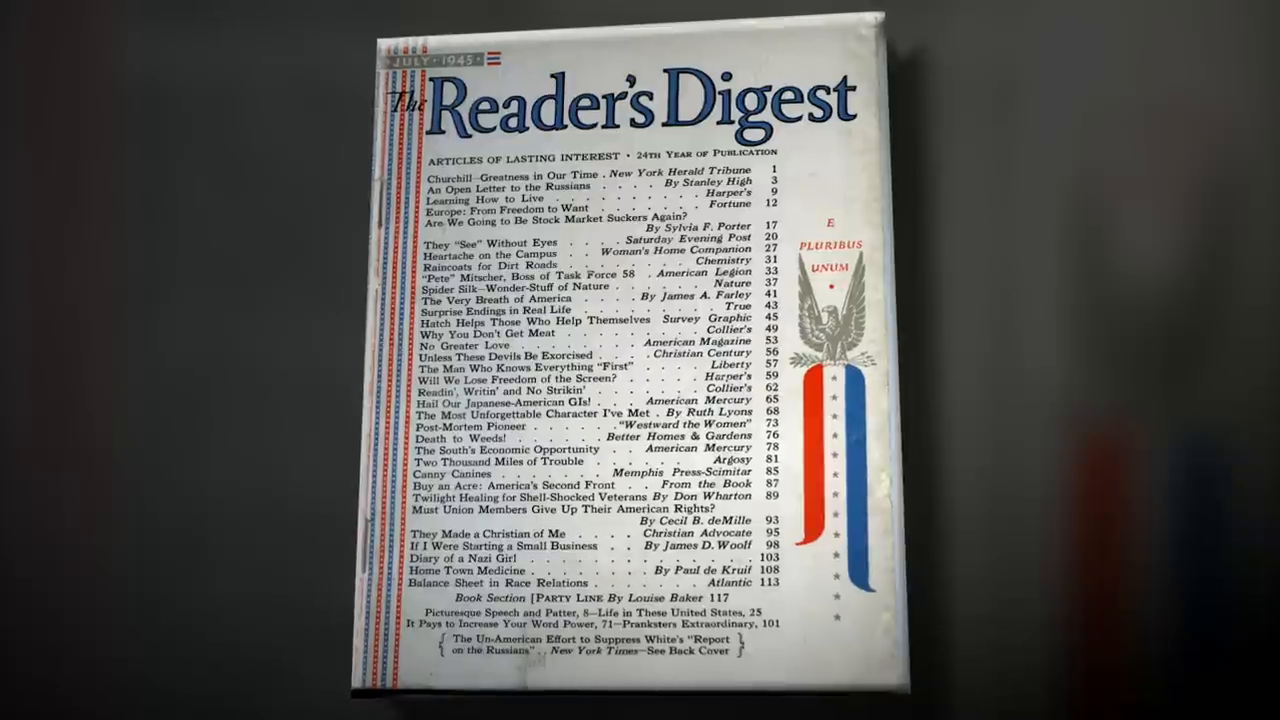 JULY · 1945 ·
The Reader's Digest
ARTICLES OF LASTING INTEREST · 24TH YEAR OF PUBLICATION
Churchill—Greatness in Our Time . New York Herald Tribune 1
An Open Letter to the Russians . . . . By Stanley High 3
Learning How to Live . . . . . . . . . . Harper's 9
Europe: From Freedom to Want . . . . . . . . Fortune 12
Are We Going to Be Stock Market Suckers Again?
By Sylvia F. Porter 17
They "See" Without Eyes . . . . Saturday Evening Post 20
Heartache on the Campus . . . Woman's Home Companion 27
Raincoats for Dirt Roads . . . . . . . . Chemistry 31
"Pete" Mitscher, Boss of Task Force 58 . American Legion 33
Spider Silk—Wonder-Stuff of Nature . . . . . . Nature 37
The Very Breath of America . . . . . By James A. Farley 41
Surprise Endings in Real Life . . . . . . . . . True 43
Hatch Helps Those Who Help Themselves Survey Graphic 45
Why You Don't Get Meat . . . . . . . . . Collier's 49
No Greater Love . . . . . . . . American Magazine 53
Unless These Devils Be Exorcised . . . . . Christian Century 56
The Man Who Knows Everything "First" . . . . . Liberty 57
Will We Lose Freedom of the Screen? . . . . . Harper's 59
Readin', Writin' and No Strikin' . . . . . . Collier's 62
Hail Our Japanese-American GIs! . . . American Mercury 65
The Most Unforgettable Character I've Met . By Ruth Lyons 68
Post-Mortem Pioneer . . . . . . . "Westward the Women" 73
Death to Weeds! . . . . . . . Better Homes & Gardens 76
The South's Economic Opportunity . . American Mercury 78
Two Thousand Miles of Trouble . . . . . . Argosy 81
Canny Canines . . . . . . . . Memphis Press-Scimitar 85
Buy an Acre: America's Second Front . . From the Book 87
Twilight Healing for Shell-Shocked Veterans By Don Wharton 89
Must Union Members Give Up Their American Rights?
By Cecil B. deMille 93
They Made a Christian of Me . . . . . Christian Advocate 95
If I Were Starting a Small Business . . . By James D. Woolf 98
Diary of a Nazi Girl . . . . . . . . . . . . 103
Home Town Medicine . . . . . . . . By Paul de Kruif 108
Balance Sheet in Race Relations . . . . . . . Atlantic 113
Book Section [PARTY LINE By Louise Baker 117
Picturesque Speech and Patter, 8—Life in These United States, 25
It Pays to Increase Your Word Power, 71—Pranksters Extraordinary, 101
{ The Un-American Effort to Suppress White's "Report }
{ on the Russians" . . New York Times—See Back Cover }
E
PLURIBUS
UNUM